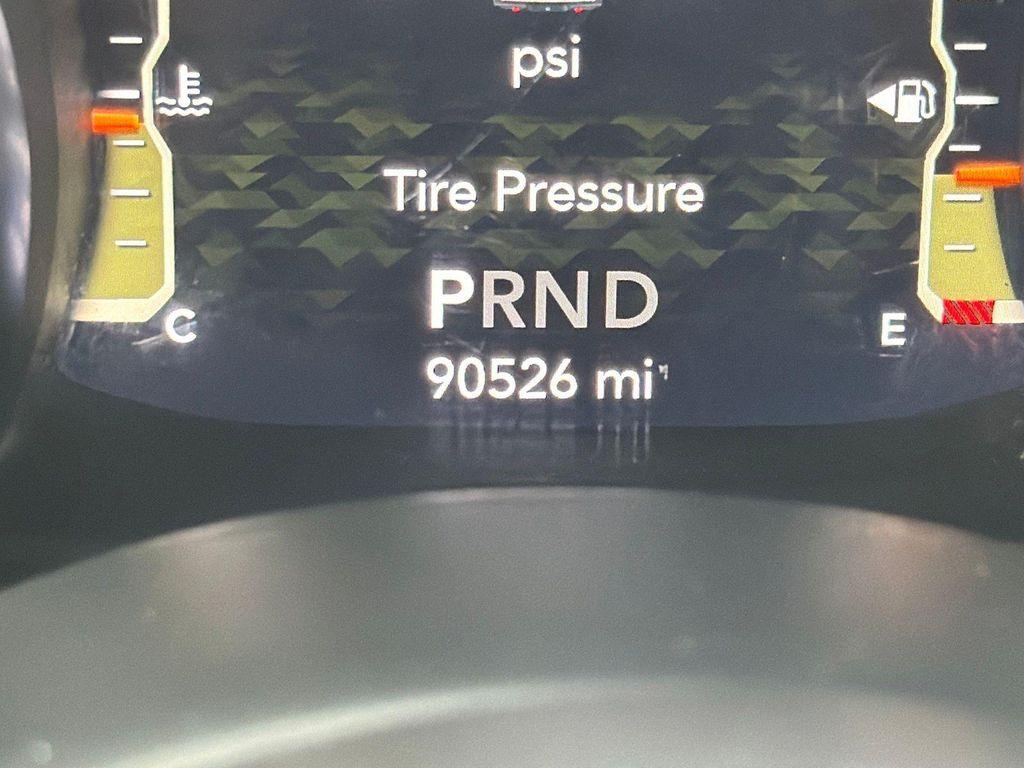 psi
Tire Pressure
PRND
C
E
90526 mi